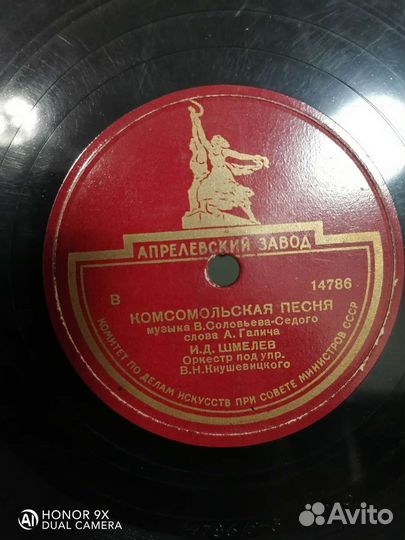 АПРЕЛЕВСКИЙ ЗАВОД
В
14786
КОМСОМОЛЬСКАЯ ПЕСНЯ
музыка В.Соловьева-Седого
слова А.Галича
И.Д. ШМЕЛЕВ
Оркестр под упр.
В.Н.Кнушевицкого
КОМИТЕТ ПО ДЕЛАМ ИСКУССТВ ПРИ СОВЕТЕ МИНИСТРОВ СССР
HONOR 9X
DUAL CAMERA
Avito